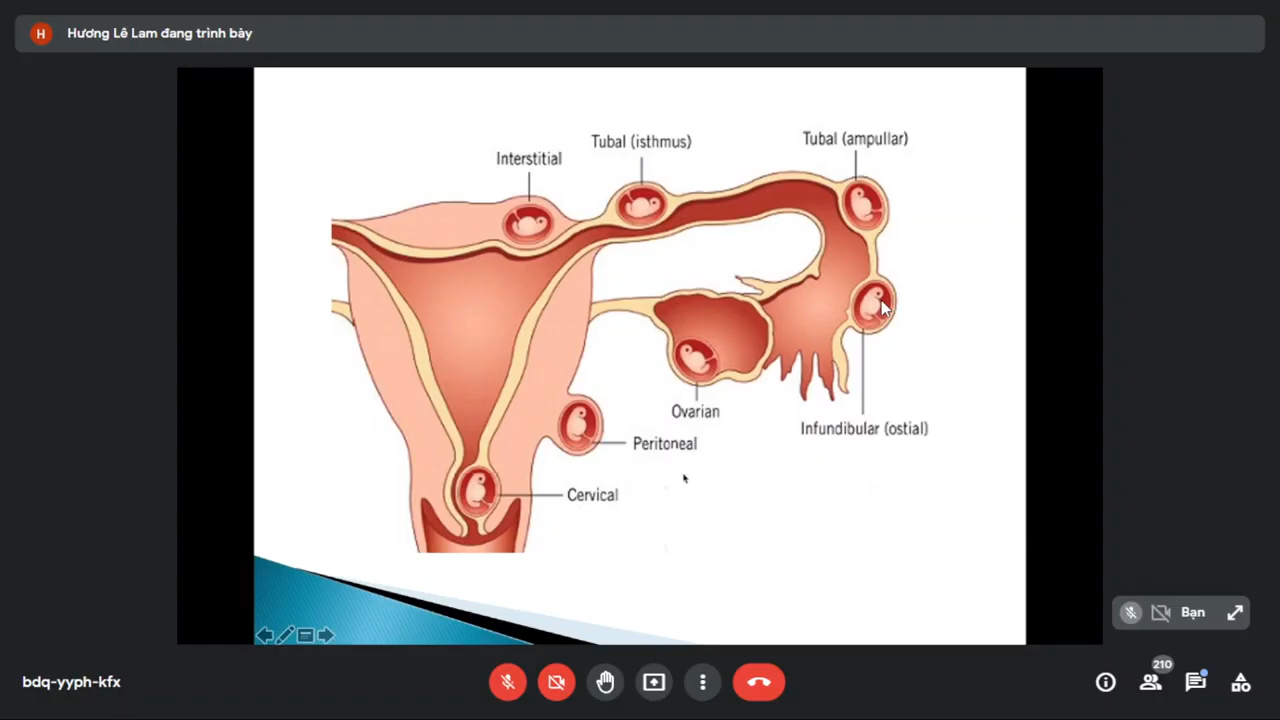 H
Hương Lê Lam đang trình bày
Tubal (ampullar)
Tubal (isthmus)
Interstitial
Ovarian
Infundibular (ostial)
Peritoneal
Cervical
Bạn
bdq-yyph-kfx
210